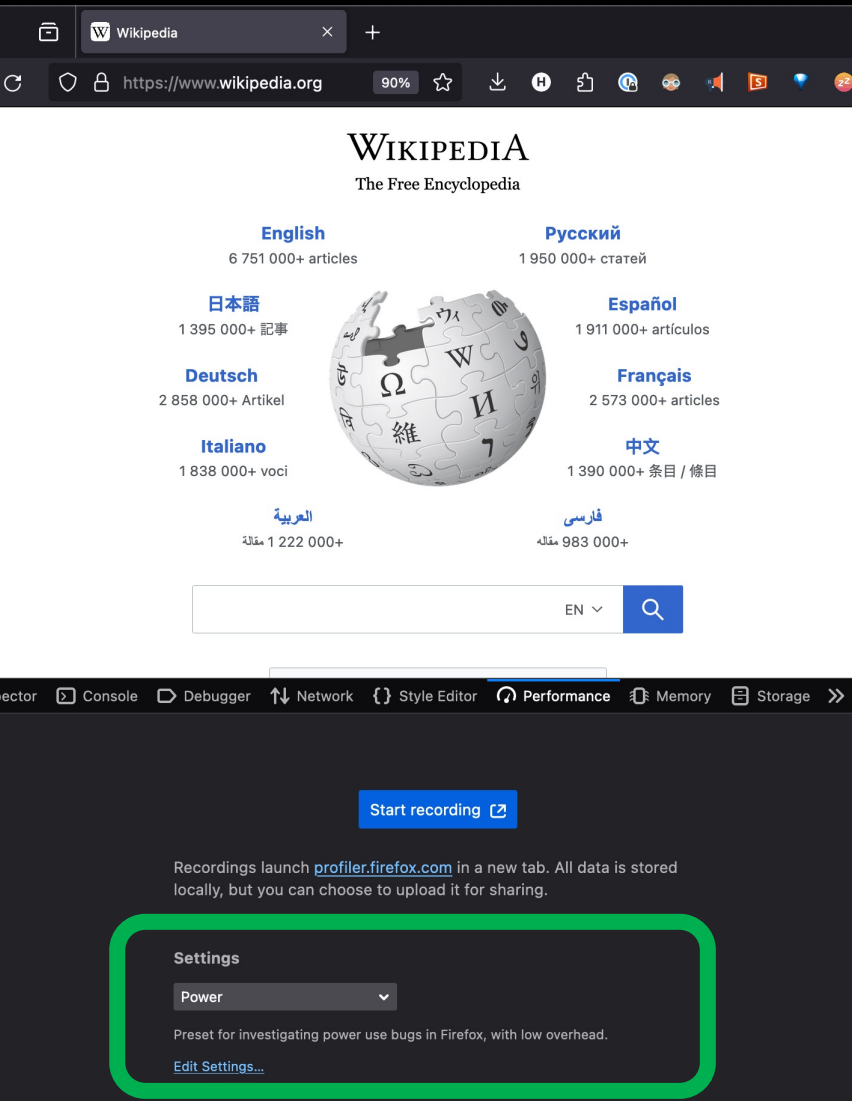 Wikipedia
https://www.wikipedia.org 90%
WIKIPEDIA
The Free Encyclopedia
English
6 751 000+ articles
Русский
1 950 000+ статей
日本語
1 395 000+ 記事
Español
1 911 000+ artículos
Deutsch
2 858 000+ Artikel
Français
2 573 000+ articles
Italiano
1 838 000+ voci
中文
1 390 000+ 条目 / 條目
العربية
1 222 000+ مقالة
فارسی
983 000+ مقاله
Ω W И 維 ウィ 7
EN
ector Console Debugger Network Style Editor Performance Memory Storage
Start recording
Recordings launch profiler.firefox.com in a new tab. All data is stored
locally, but you can choose to upload it for sharing.
Settings
Power
Preset for investigating power use bugs in Firefox, with low overhead.
Edit Settings...